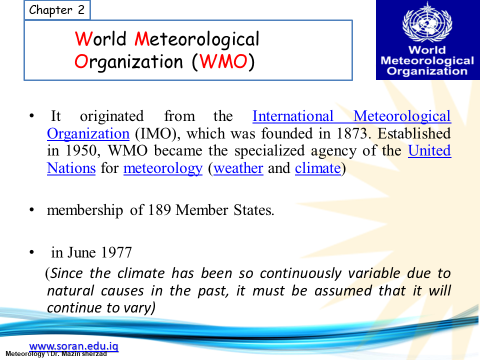 Chapter 2
World Meteorological
Organization (WMO)
World
Meteorological
Organization
• It originated from the International Meteorological
Organization (IMO), which was founded in 1873. Established
in 1950, WMO became the specialized agency of the United
Nations for meteorology (weather and climate)
• membership of 189 Member States.
• in June 1977
(Since the climate has been so continuously variable due to
natural causes in the past, it must be assumed that it will
continue to vary)
www.soran.edu.iq
Meteorology \ Dr. Mazin sherzad